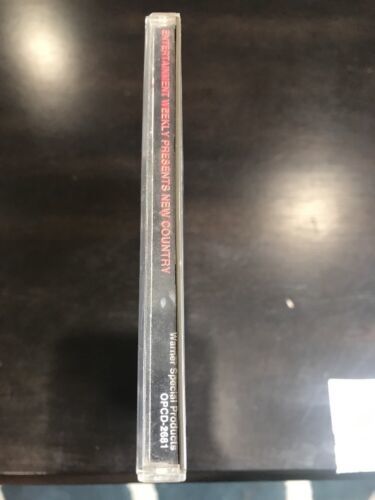 ENTERTAINMENT WEEKLY PRESENTS NEW COUNTRY
Warner Special Products
OPCD-2681